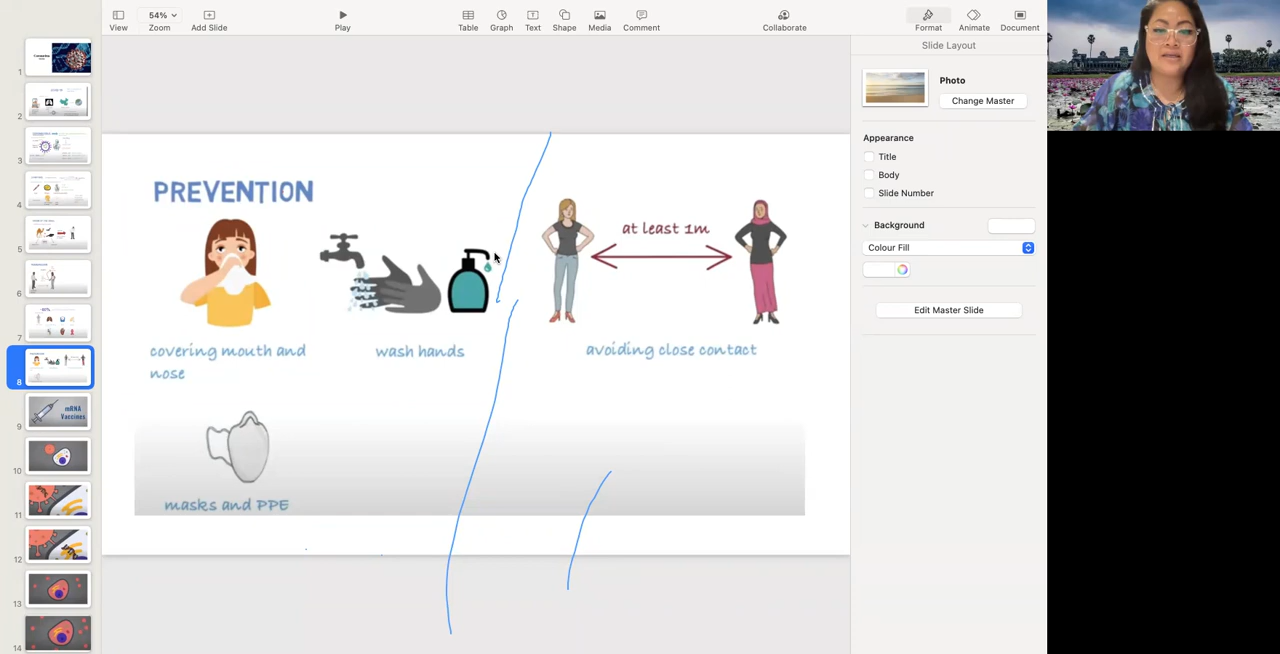 54%
View
Zoom
Add Slide
Play
Table
Graph
Text
Shape
Media
Comment
Collaborate
Format
Animate
Document
Slide Layout
Photo
Change Master
Appearance
Title
Body
Slide Number
Background
Colour Fill
Edit Master Slide
1
2
3
4
5
6
7
8
9
mRNA
Vaccines
10
11
12
13
14
PREVENTION
at least 1m
covering mouth and
nose
wash hands
avoiding close contact
masks and PPE